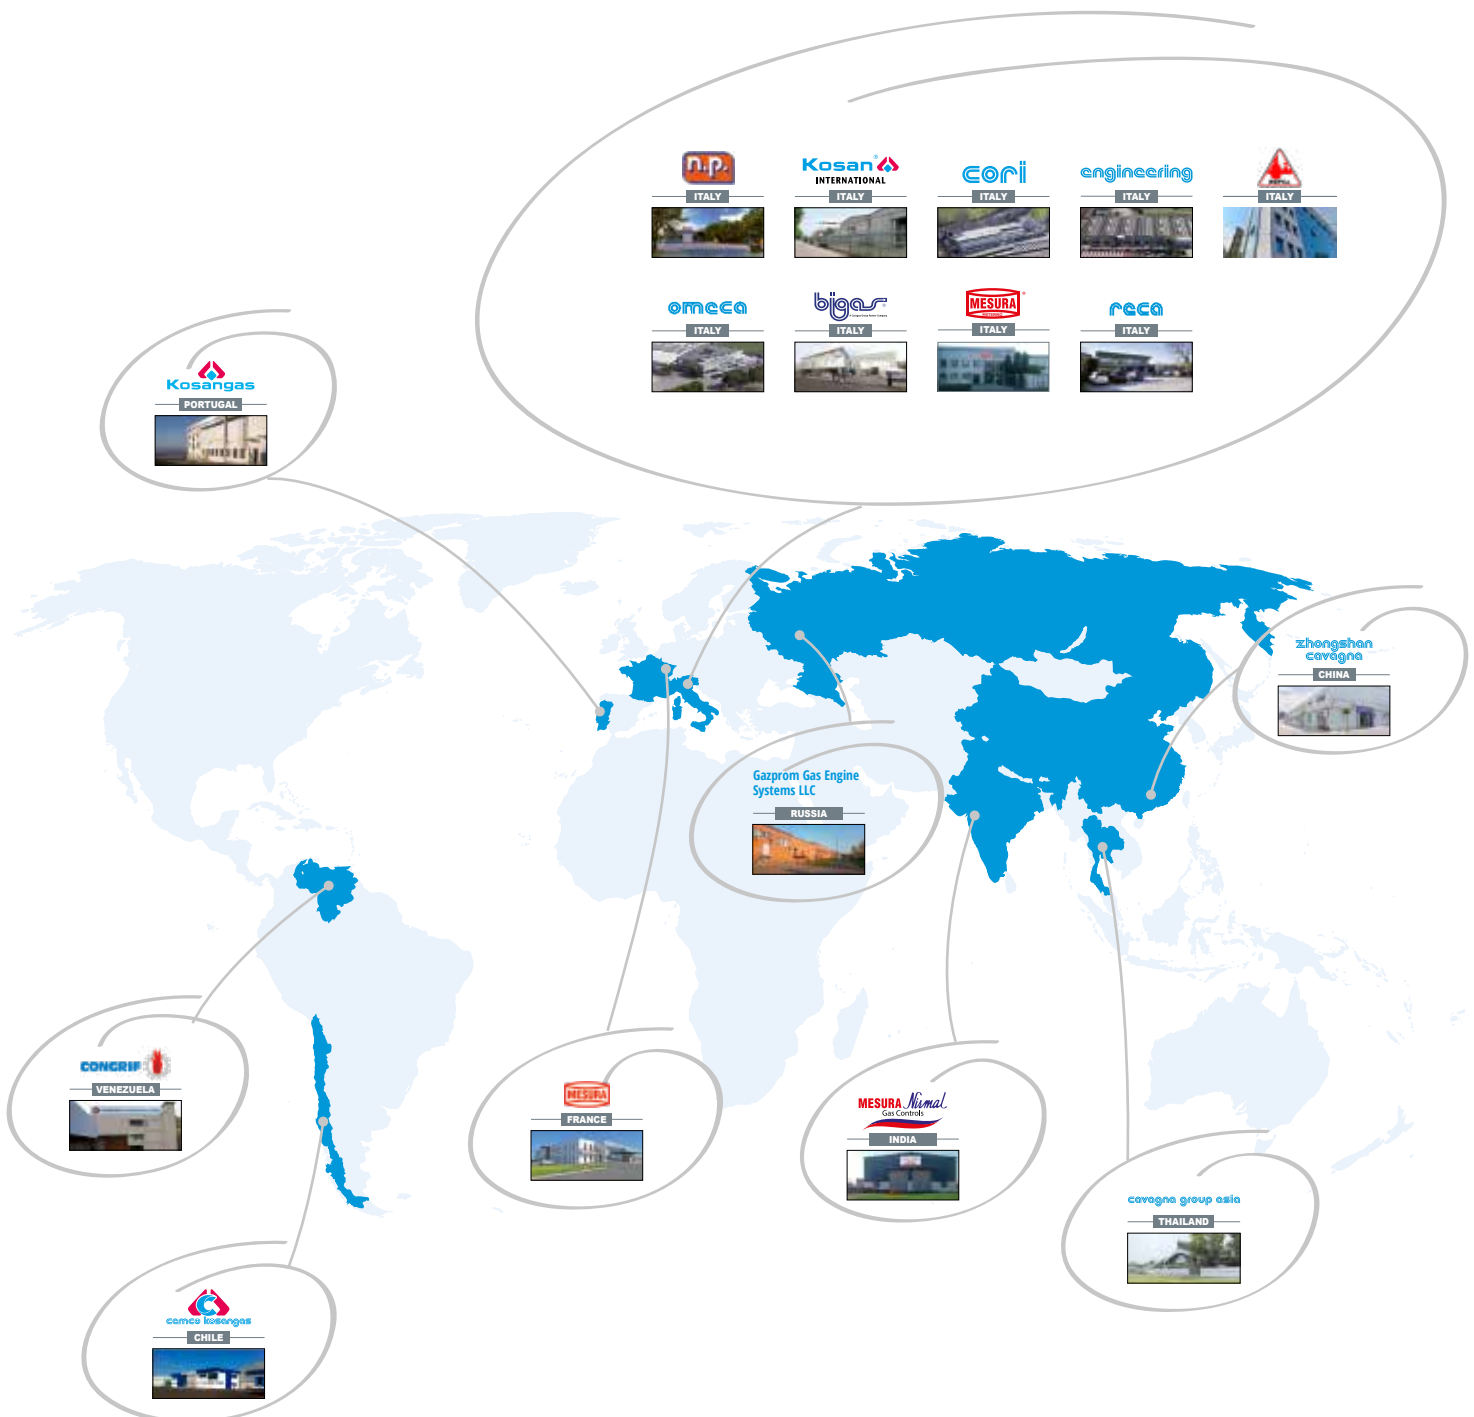 n.p.
ITALY
Kosan
INTERNATIONAL
ITALY
cori
ITALY
engineering
ITALY
ITALY
omeca
ITALY
bigas
ITALY
MESURA
ITALY
reca
ITALY
Kosangas
PORTUGAL
zhongshan
cavagna
CHINA
Gazprom Gas Engine
Systems LLC
RUSSIA
CONGRIF
VENEZUELA
MESURA
FRANCE
MESURA Nirmal
Gas Controls
INDIA
cavagna group asia
THAILAND
C
cemco kosangas
CHILE